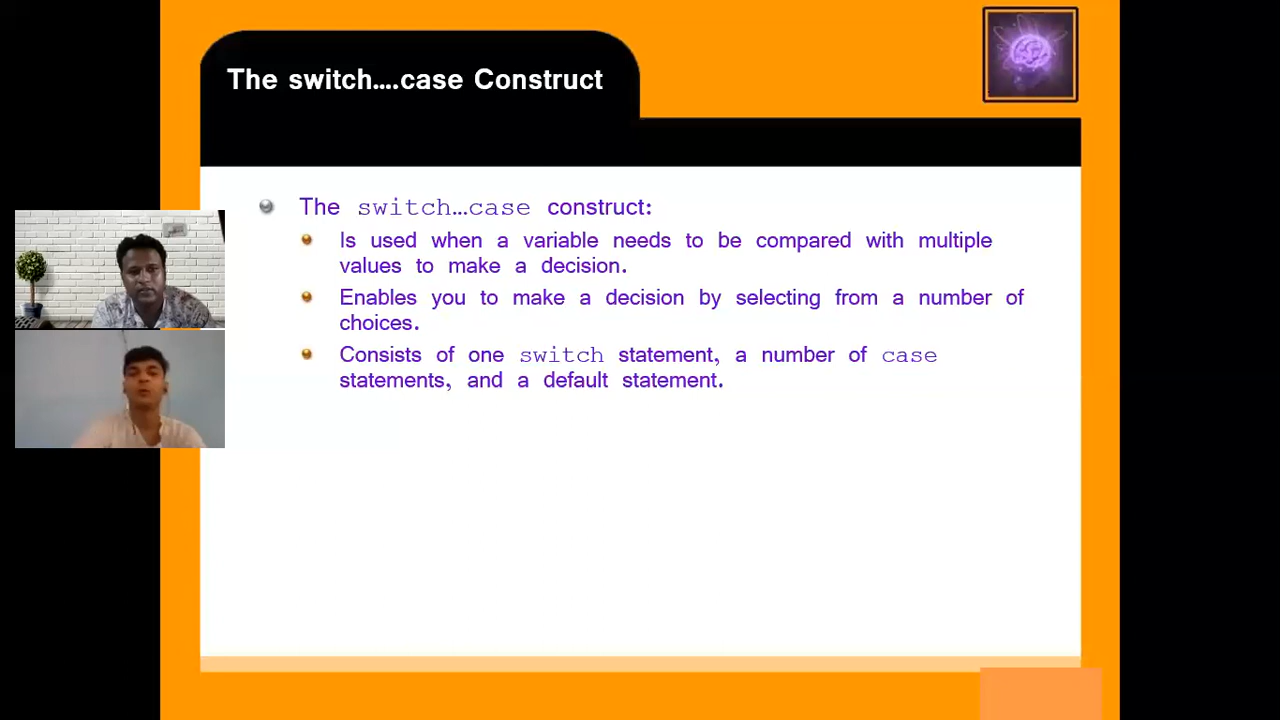 The switch....case Construct
The switch…case construct:
Is used when a variable needs to be compared with multiple
values to make a decision.
Enables you to make a decision by selecting from a number of
choices.
Consists of one switch statement, a number of case
statements, and a default statement.